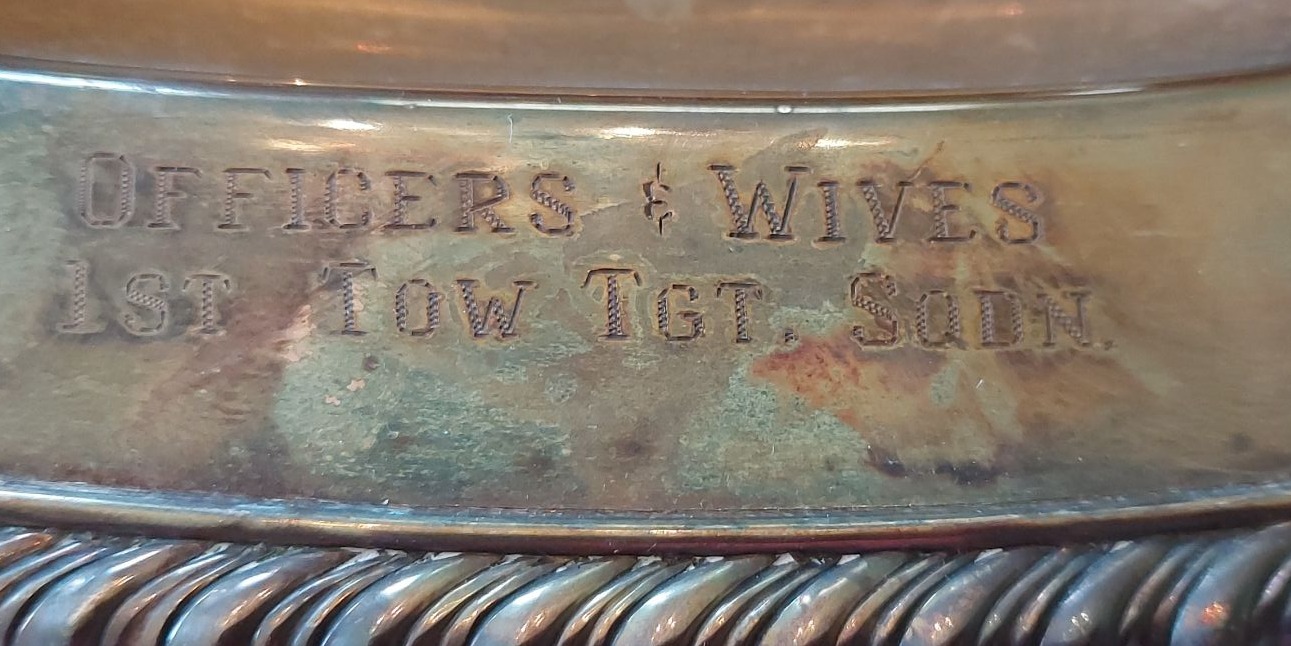 OFFICERS & WIVES
1ST TOW TGT. SQDN.